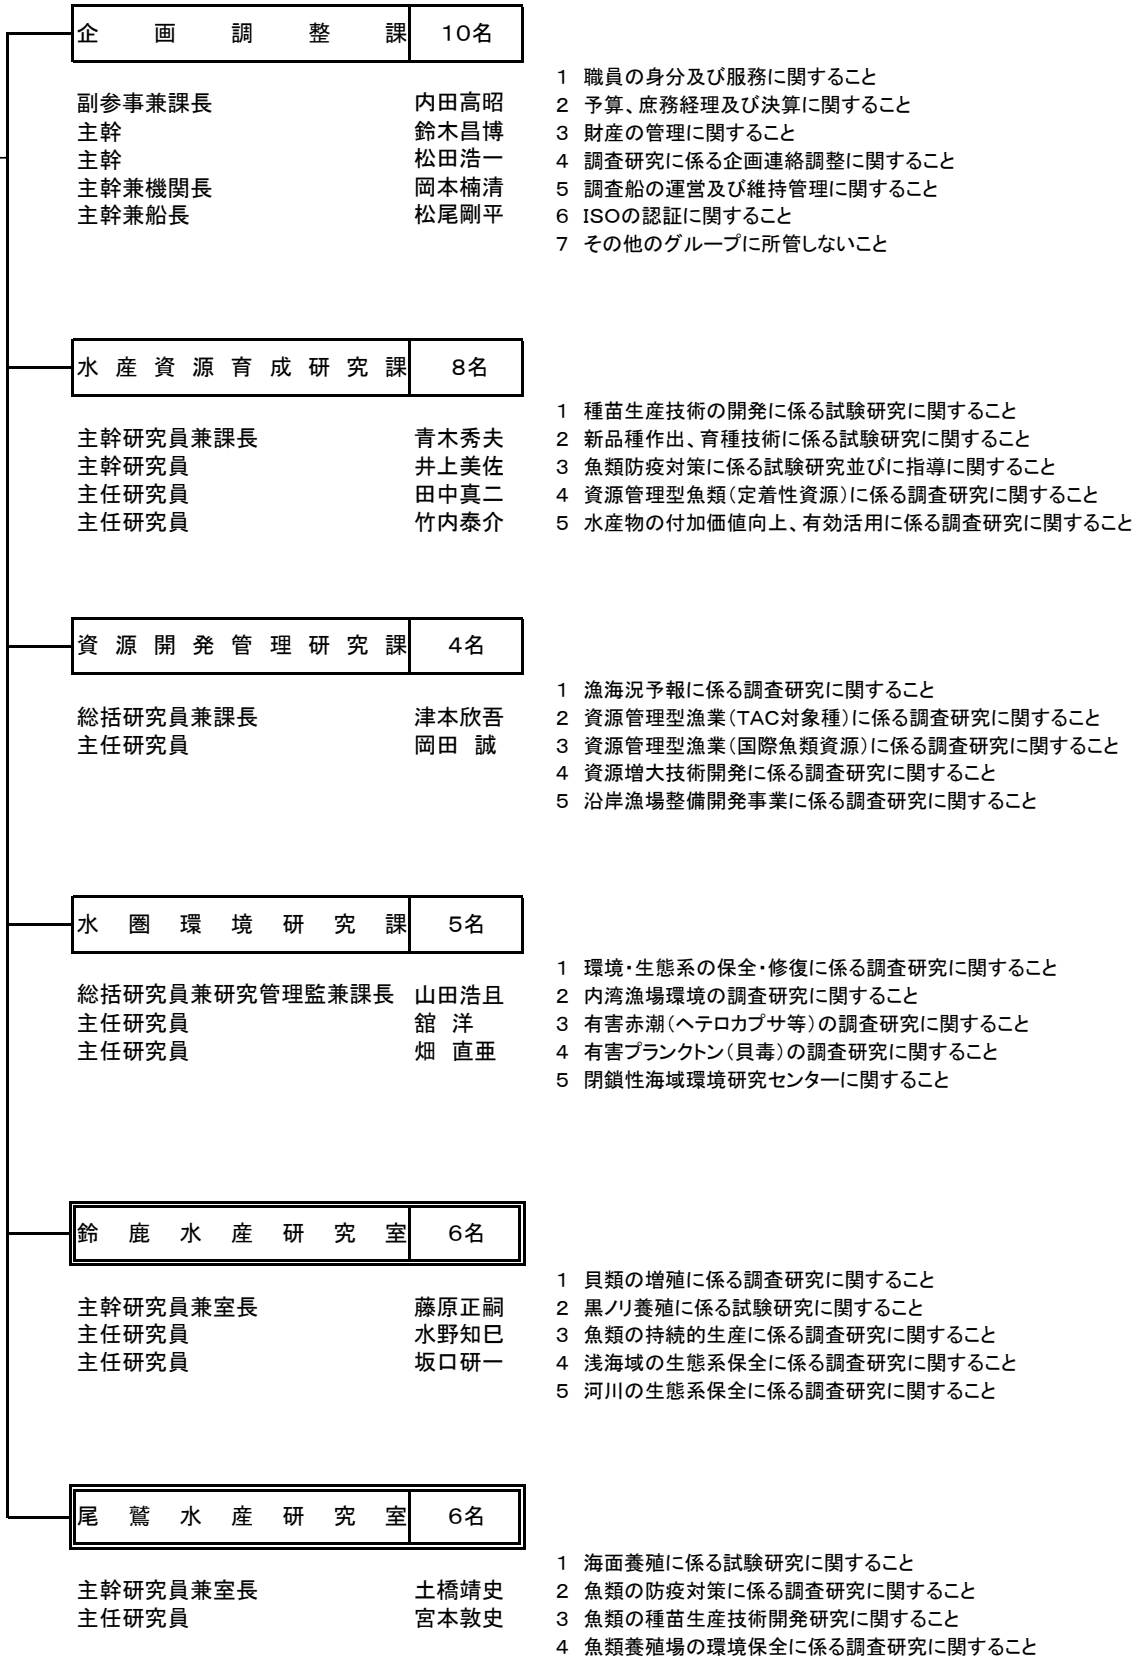 企画調整課 10名
副参事兼課長 内田高昭
主幹 鈴木昌博
主幹 松田浩一
主幹兼機関長 岡本楠清
主幹兼船長 松尾剛平
1 職員の身分及び服務に関すること
2 予算、庶務経理及び決算に関すること
3 財産の管理に関すること
4 調査研究に係る企画連絡調整に関すること
5 調査船の運営及び維持管理に関すること
6 ISOの認証に関すること
7 その他のグループに所管しないこと
水産資源育成研究課 8名
主幹研究員兼課長 青木秀夫
主幹研究員 井上美佐
主任研究員 田中真二
主任研究員 竹内泰介
1 種苗生産技術の開発に係る試験研究に関すること
2 新品種作出、育種技術に係る試験研究に関すること
3 魚類防疫対策に係る試験研究並びに指導に関すること
4 資源管理型魚類(定着性資源)に係る調査研究に関すること
5 水産物の付加価値向上、有効活用に係る調査研究に関すること
資源開発管理研究課 4名
総括研究員兼課長 津本欣吾
主任研究員 岡田 誠
1 漁海況予報に係る調査研究に関すること
2 資源管理型漁業(TAC対象種)に係る調査研究に関すること
3 資源管理型漁業(国際魚類資源)に係る調査研究に関すること
4 資源増大技術開発に係る調査研究に関すること
5 沿岸漁場整備開発事業に係る調査研究に関すること
水圏環境研究課 5名
総括研究員兼研究管理監兼課長 山田浩且
主任研究員 舘 洋
主任研究員 畑 直亜
1 環境・生態系の保全・修復に係る調査研究に関すること
2 内湾漁場環境の調査研究に関すること
3 有害赤潮(ヘテロカプサ等)の調査研究に関すること
4 有害プランクトン(貝毒)の調査研究に関すること
5 閉鎖性海域環境研究センターに関すること
鈴鹿水産研究室 6名
主幹研究員兼室長 藤原正嗣
主任研究員 水野知巳
主任研究員 坂口研一
1 貝類の増殖に係る調査研究に関すること
2 黒ノリ養殖に係る試験研究に関すること
3 魚類の持続的生産に係る調査研究に関すること
4 浅海域の生態系保全に係る調査研究に関すること
5 河川の生態系保全に係る調査研究に関すること
尾鷲水産研究室 6名
主幹研究員兼室長 土橋靖史
主任研究員 宮本敦史
1 海面養殖に係る試験研究に関すること
2 魚類の防疫対策に係る調査研究に関すること
3 魚類の種苗生産技術開発研究に関すること
4 魚類養殖場の環境保全に係る調査研究に関すること